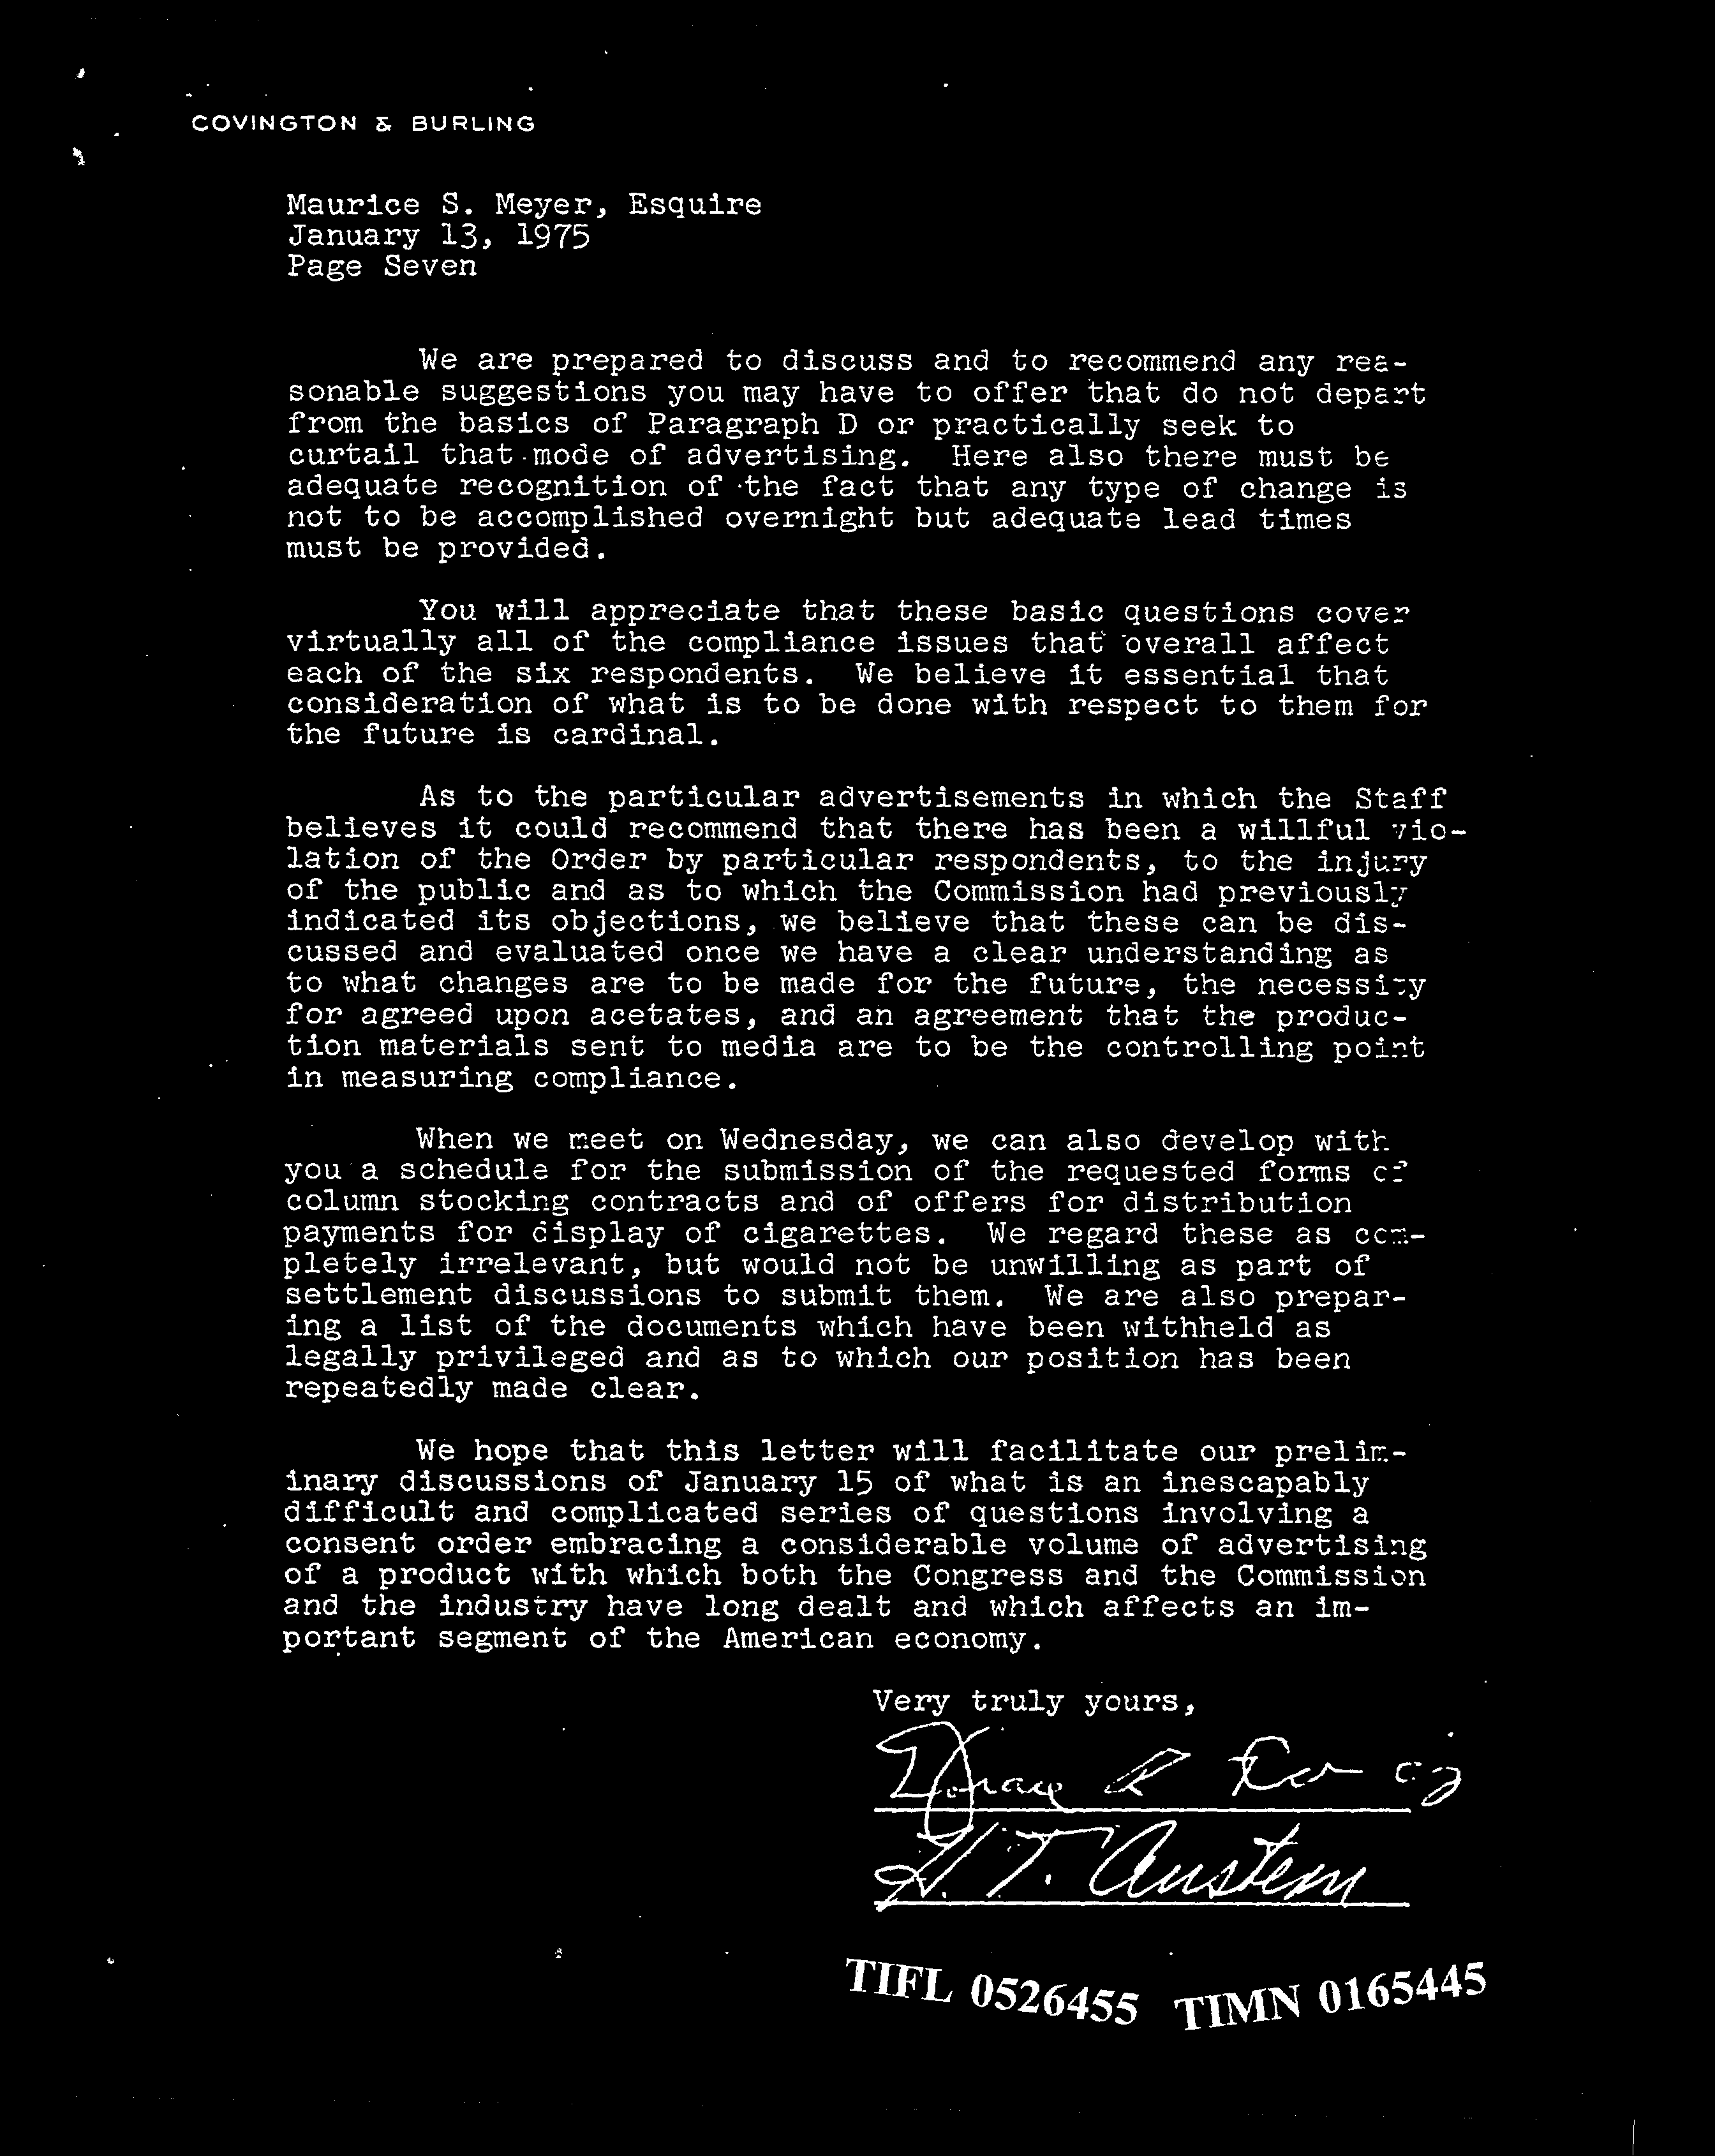 COVINGTON & BURLING
Maurice S. Meyer, Esquire
January 13, 1975
Page Seven
We are prepared to discuss and to recommend any rea-
sonable suggestions you may have to offer that do not depart
from the basics of Paragraph D or practically seek to
curtail that mode of advertising. Here also there must be
adequate recognition of the fact that any type of change is
not to be accomplished overnight but adequate lead times
must be provided.
You will appreciate that these basic questions cover
virtually all of the compliance issues that overall affect
each of the six respondents. We believe it essential that
consideration of what is to be done with respect to them for
the future is cardinal.
As to the particular advertisements in which the Staff
believes it could recommend that there has been a willful vio-
lation of the Order by particular respondents, to the injury
of the public and as to which the Commission had previously
indicated its objections, we believe that these can be dis-
cussed and evaluated once we have a clear understanding as
to what changes are to be made for the future, the necessity
for agreed upon acetates, and an agreement that the produc-
tion materials sent to media are to be the controlling point
in measuring compliance.
When we meet on Wednesday, we can also develop with
you a schedule for the submission of the requested forms of
column stocking contracts and of offers for distribution
payments for display of cigarettes. We regard these as com-
pletely irrelevant, but would not be unwilling as part of
settlement discussions to submit them. We are also prepar-
ing a list of the documents which have been withheld as
legally privileged and as to which our position has been
repeatedly made clear.
We hope that this letter will facilitate our prelim-
inary discussions of January 15 of what is an inescapably
difficult and complicated series of questions involving a
consent order embracing a considerable volume of advertising
of a product with which both the Congress and the Commission
and the industry have long dealt and which affects an im-
portant segment of the American economy.
Very truly yours,
H. T. Austern
TIFL 0526455 TIMN 0165445